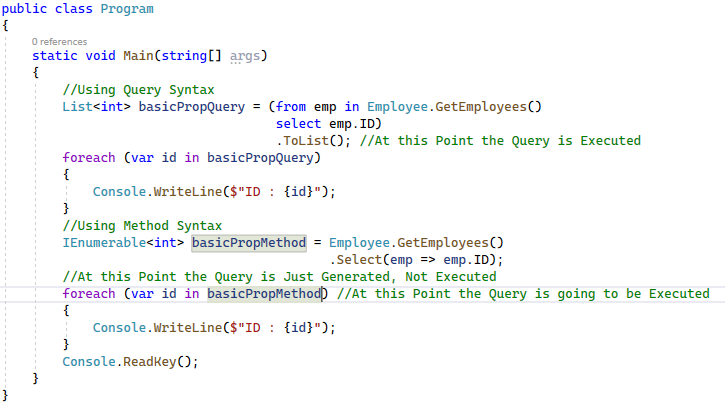 public class Program
{
0 references
static void Main(string[] args)
{
//Using Query Syntax
List<int> basicPropQuery = (from emp in Employee.GetEmployees()
select emp.ID)
.ToList(); //At this Point the Query is Executed
foreach (var id in basicPropQuery)
{
Console.WriteLine($"ID : {id}");
}
//Using Method Syntax
IEnumerable<int> basicPropMethod = Employee.GetEmployees()
.Select(emp => emp.ID);
//At this Point the Query is Just Generated, Not Executed
foreach (var id in basicPropMethod) //At this Point the Query is going to be Executed
{
Console.WriteLine($"ID : {id}");
}
Console.ReadKey();
}
}